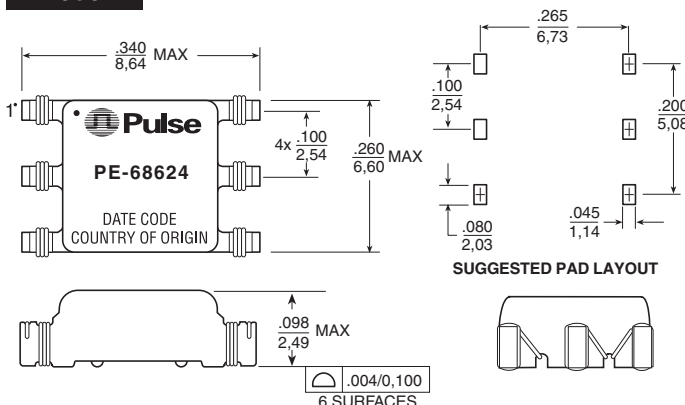 .340
8,64 MAX
1
Pulse
PE-68624
DATE CODE
COUNTRY OF ORIGIN
4x .100
2,54
.260
6,60 MAX
.265
6,73
.100
2,54
.200
5,08
.080
2,03
.045
1,14
SUGGESTED PAD LAYOUT
.098
2,49 MAX
.004/0,100
6 SURFACES